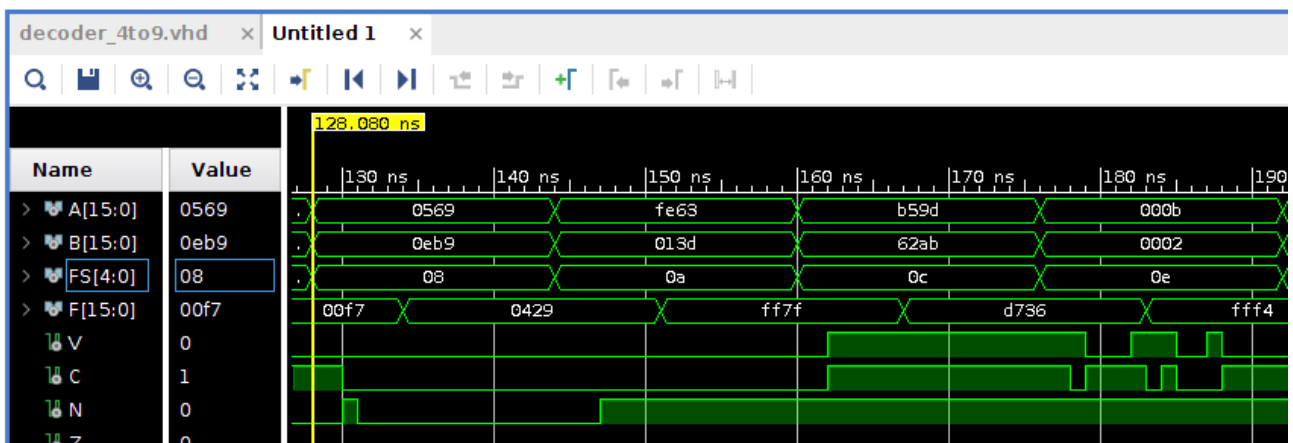 decoder_4to9.vhd × Untitled 1 ×
128.080 ns
Name Value 130 ns 140 ns 150 ns 160 ns 170 ns 180 ns 190
A[15:0] 0569 0569 fe63 b59d 000b
B[15:0] 0eb9 0eb9 013d 62ab 0002
FS[4:0] 08 08 0a 0c 0e
F[15:0] 00f7 00f7 0429 ff7f d736 fff4
V 0
C 1
N 0